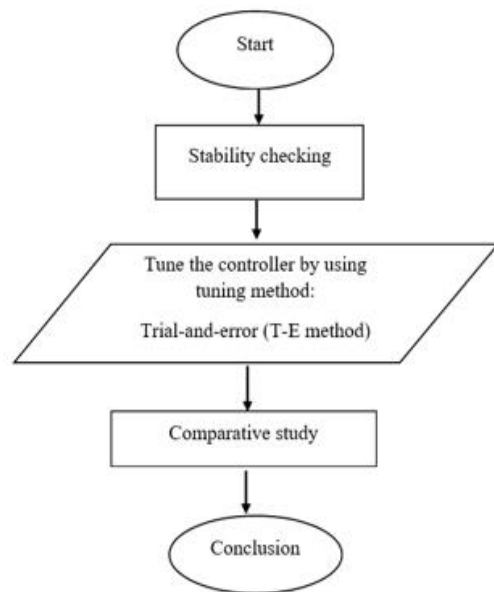 Start
Stability checking
Tune the controller by using
tuning method:
Trial-and-error (T-E method)
Comparative study
Conclusion